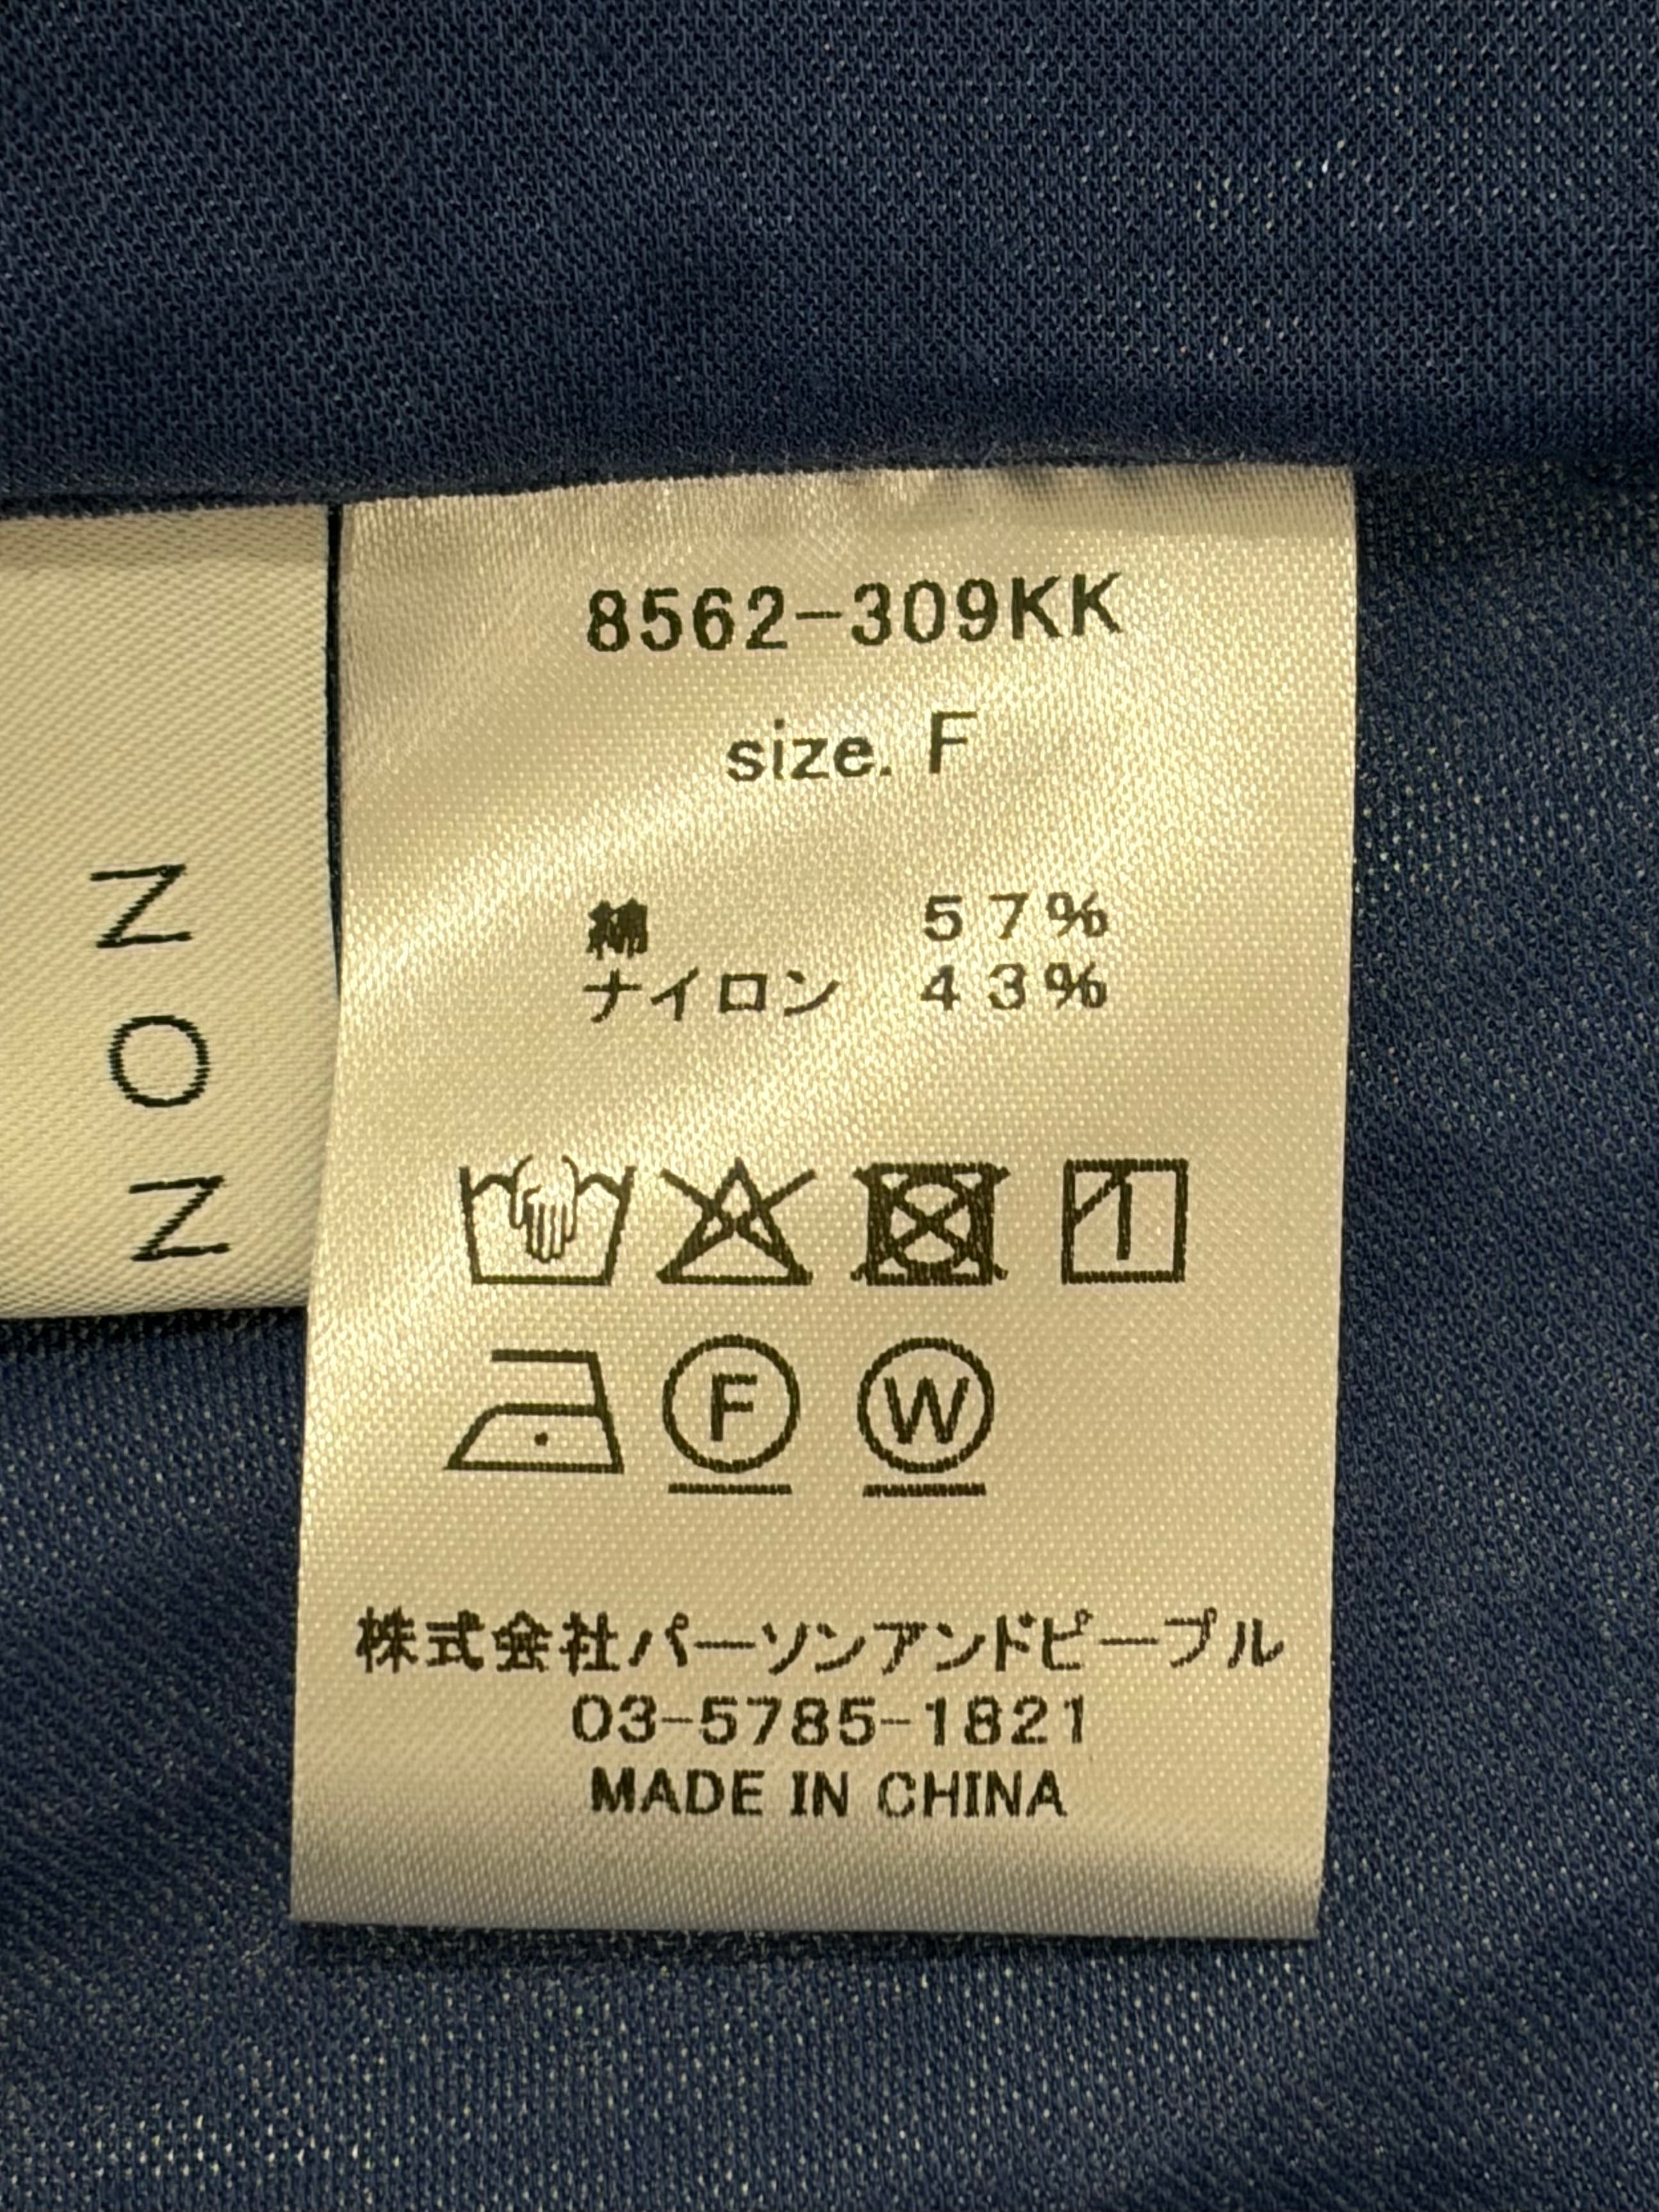 8562-309KK
size. F
綿 57%
ナイロン 43%
F W
株式会社パーソンアンドピープル
03-5785-1821
MADE IN CHINA
NON